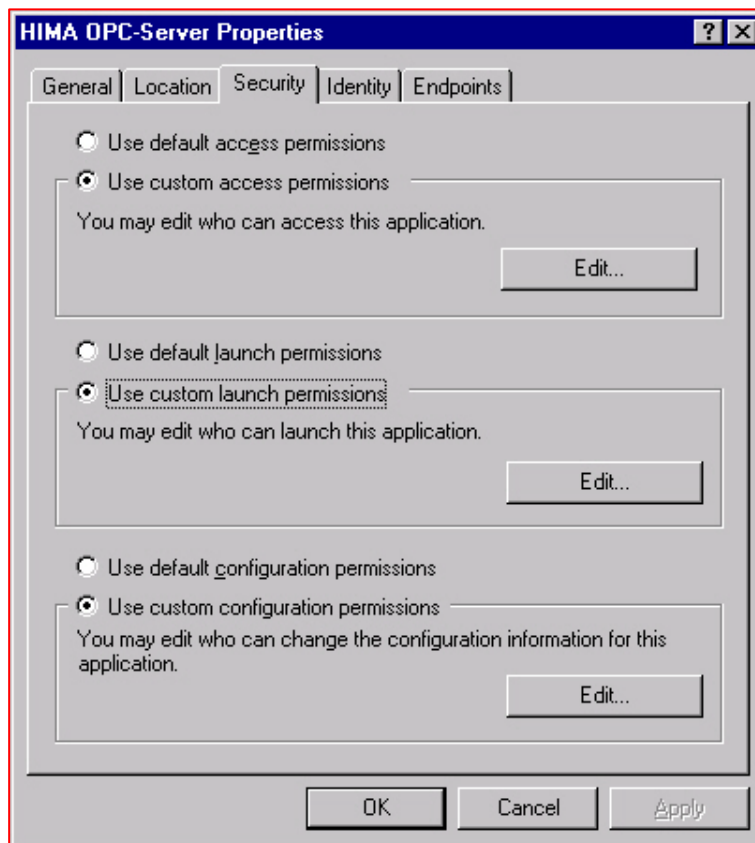 HIMA OPC-Server Properties
General Location Security Identity Endpoints
Use default access permissions
Use custom access permissions
You may edit who can access this application.
Edit...
Use default launch permissions
Use custom launch permissions
You may edit who can launch this application.
Edit...
Use default configuration permissions
Use custom configuration permissions
You may edit who can change the configuration information for this
application.
Edit...
OK Cancel Apply